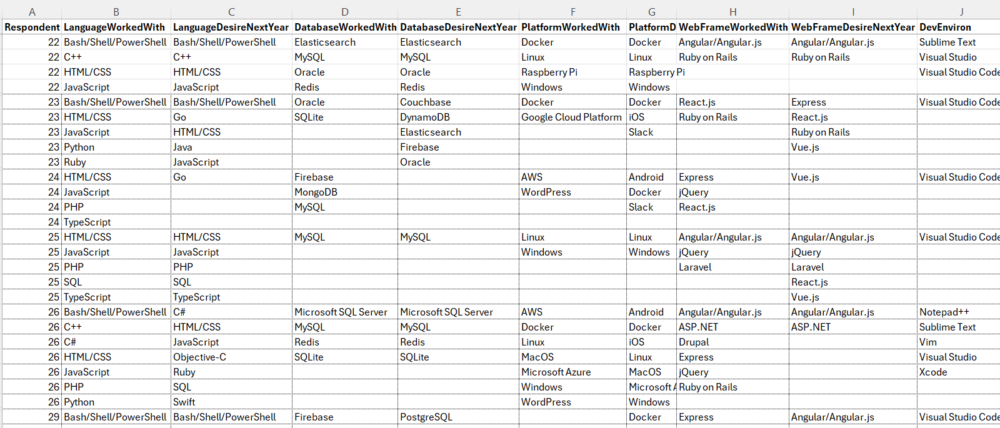 A B C D E F G H I J
Respondent LanguageWorkedWith LanguageDesireNextYear DatabaseWorkedWith DatabaseDesireNextYear PlatformWorkedWith PlatformD WebFrameWorkedWith WebFrameDesireNextYear DevEnviron
22 Bash/Shell/PowerShell Bash/Shell/PowerShell Elasticsearch Elasticsearch Docker Docker Angular/Angular.js Angular/Angular.js Sublime Text
22 C++ C++ MySQL MySQL Linux Linux Ruby on Rails Ruby on Rails Visual Studio
22 HTML/CSS HTML/CSS Oracle Oracle Raspberry Pi Raspberry Pi Visual Studio Code
22 JavaScript JavaScript Redis Redis Windows Windows
23 Bash/Shell/PowerShell Bash/Shell/PowerShell Oracle Couchbase Docker Docker React.js Express Visual Studio Code
23 HTML/CSS Go SQLite DynamoDB Google Cloud Platform iOS Ruby on Rails React.js
23 JavaScript HTML/CSS Elasticsearch Slack Ruby on Rails
23 Python Java Firebase Vue.js
23 Ruby JavaScript Oracle
24 HTML/CSS Go Firebase AWS Android Express Vue.js Visual Studio Code
24 JavaScript MongoDB WordPress Docker jQuery
24 PHP MySQL Slack React.js
24 TypeScript
25 HTML/CSS HTML/CSS MySQL MySQL Linux Linux Angular/Angular.js Angular/Angular.js Visual Studio Code
25 JavaScript JavaScript Windows Windows jQuery jQuery
25 PHP PHP Laravel Laravel
25 SQL SQL React.js
25 TypeScript TypeScript Vue.js
26 Bash/Shell/PowerShell C# Microsoft SQL Server Microsoft SQL Server AWS Android Angular/Angular.js Angular/Angular.js Notepad++
26 C++ HTML/CSS MySQL MySQL Docker Docker ASP.NET ASP.NET Sublime Text
26 C# JavaScript Redis Redis Linux iOS Drupal Vim
26 HTML/CSS Objective-C SQLite SQLite MacOS Linux Express Visual Studio
26 JavaScript Ruby Microsoft Azure MacOS jQuery Xcode
26 PHP SQL Windows Microsoft A Ruby on Rails
26 Python Swift WordPress Windows
29 Bash/Shell/PowerShell Bash/Shell/PowerShell Firebase PostgreSQL Docker Express Angular/Angular.js Visual Studio Code